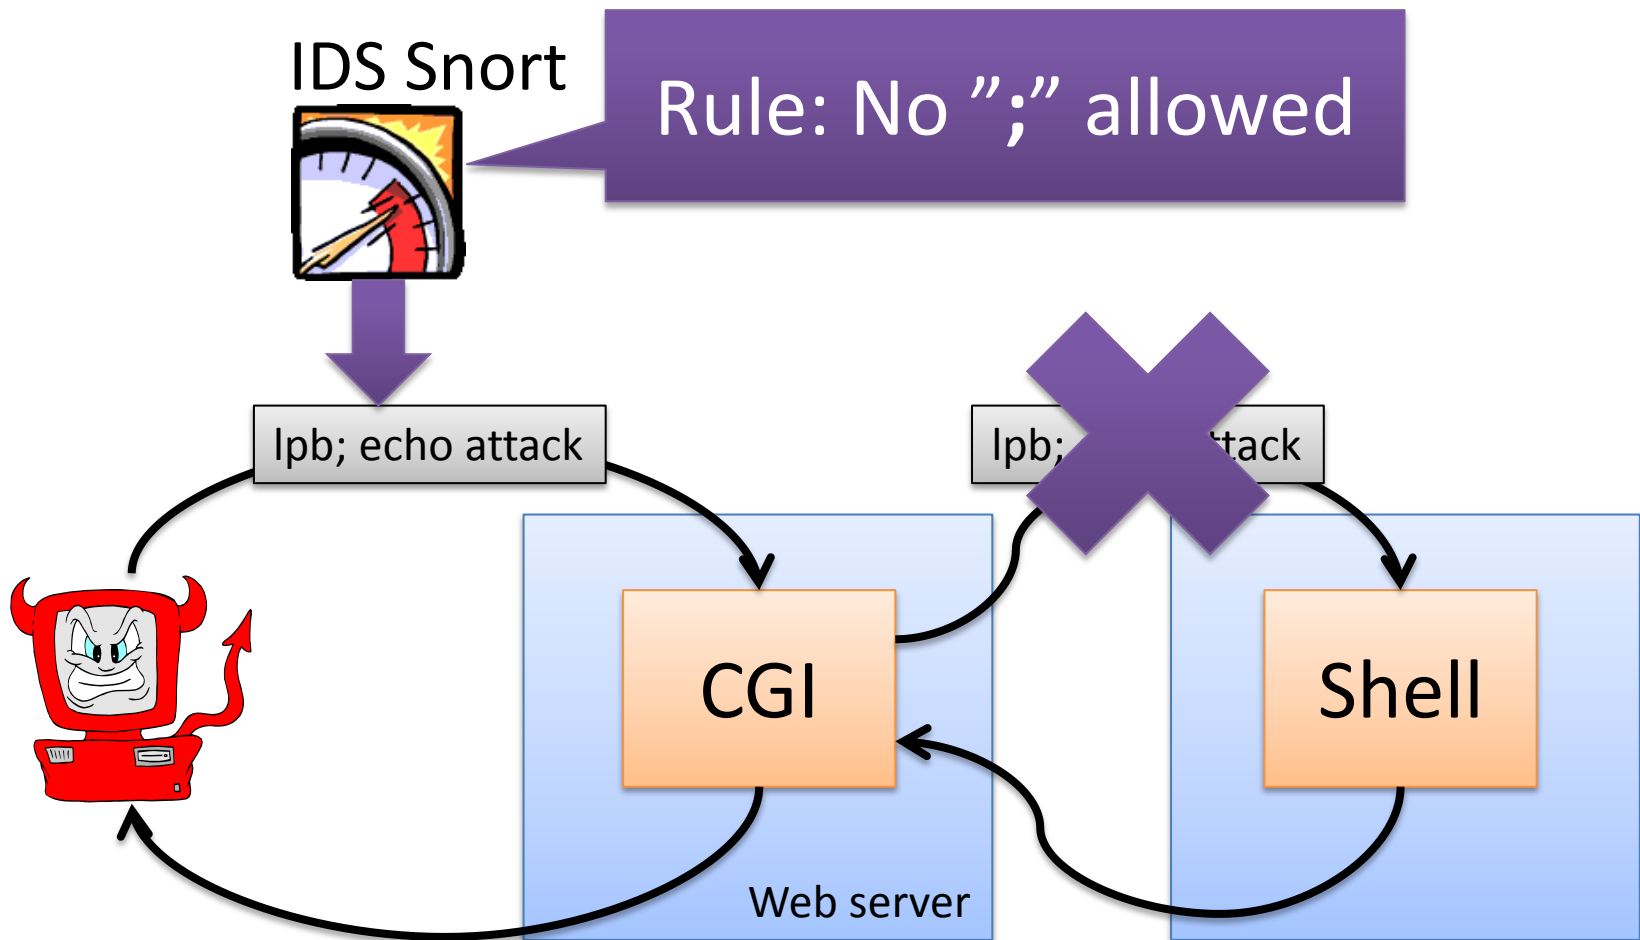 IDS Snort
Rule: No ”;” allowed
lpb; echo attack
lpb; ttack
CGI
Shell
Web server